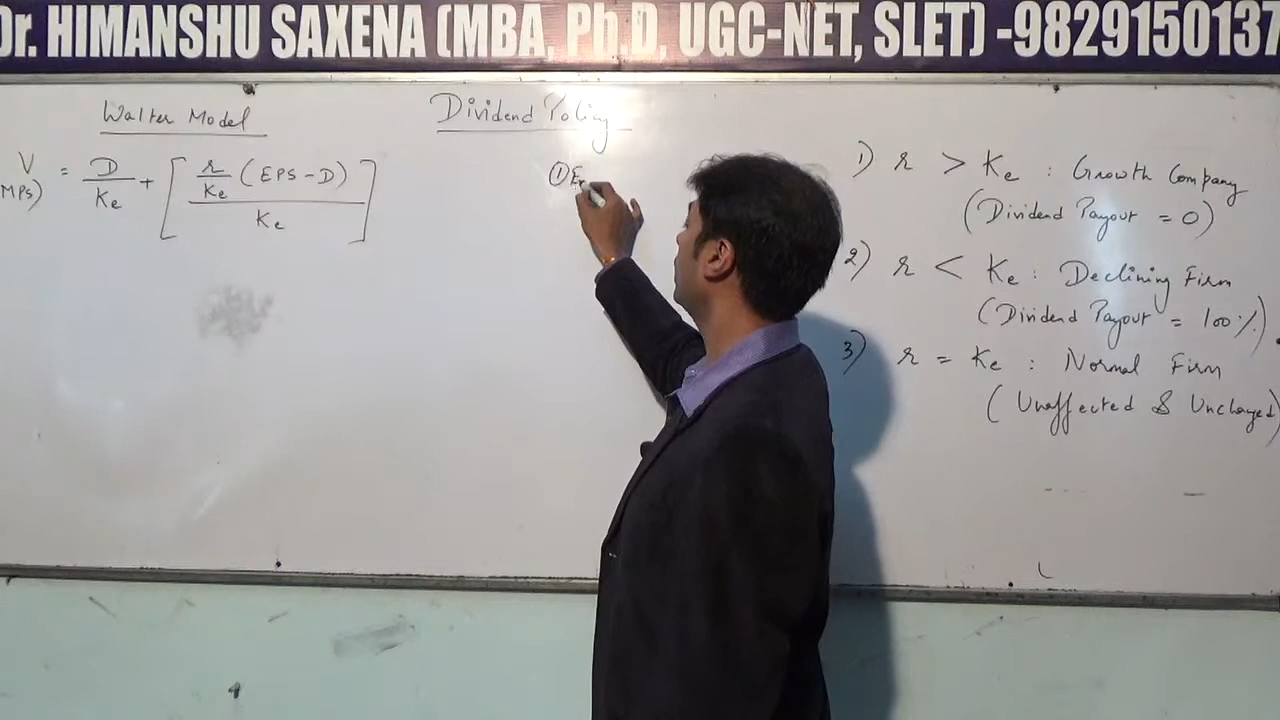 Dr. HIMANSHU SAXENA (MBA, Ph.D, UGC-NET, SLET) -9829150137
Walter Model
V
MPS)
= D/Ke + [ r/Ke (EPS - D) / Ke ]
Dividend Policy
① E
1) r > Ke : Growth Company
(Dividend Payout = 0)
2) r < Ke : Declining Firm
(Dividend Payout = 100%)
3) r = Ke : Normal Firm
(Unaffected & Unchanged)